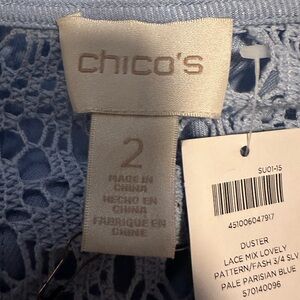 chico's
2
MADE IN
CHINA
HECHO EN
CHINA
FABRIQUÉ EN
CHINE
SU01-15
451006047917
DUSTER
LACE MIX LOVELY
PATTERN/FASH 3/4 SLV
PALE PARISIAN BLUE
570140096